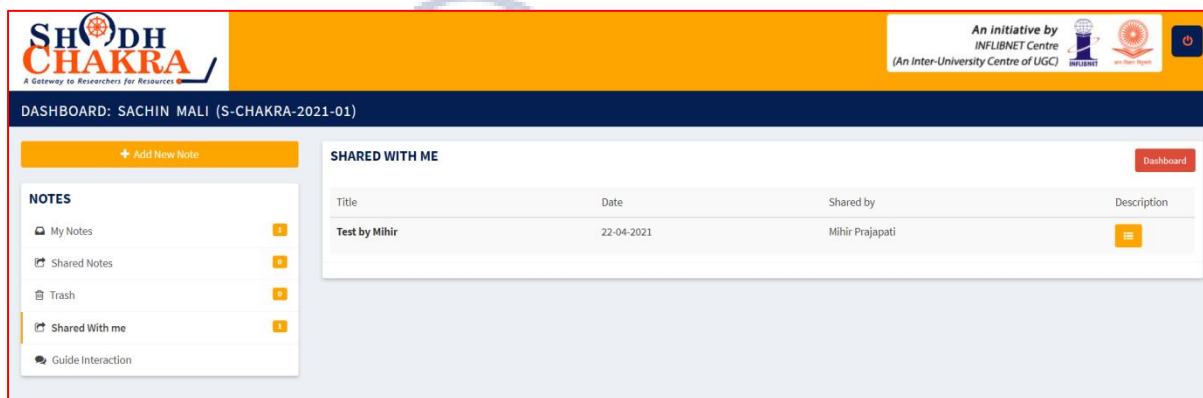 SHODH
CHAKRA
A Gateway to Researchers for Resources
An initiative by
INFLIBNET Centre
(An Inter-University Centre of UGC)
INFLIBNET
DASHBOARD: SACHIN MALI (S-CHAKRA-2021-01)
+ Add New Note
NOTES
My Notes
Shared Notes 0
Trash 0
Shared With me
Guide Interaction
SHARED WITH ME
Dashboard
Title Date Shared by Description
Test by Mihir 22-04-2021 Mihir Prajapati